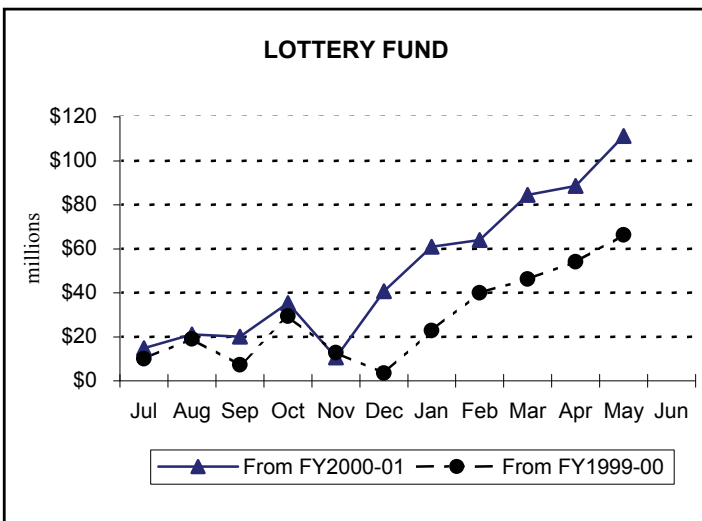 LOTTERY FUND
$120
$100
$80
$60
$40
$20
$0
millions
Jul Aug Sep Oct Nov Dec Jan Feb Mar Apr May Jun
From FY2000-01 From FY1999-00